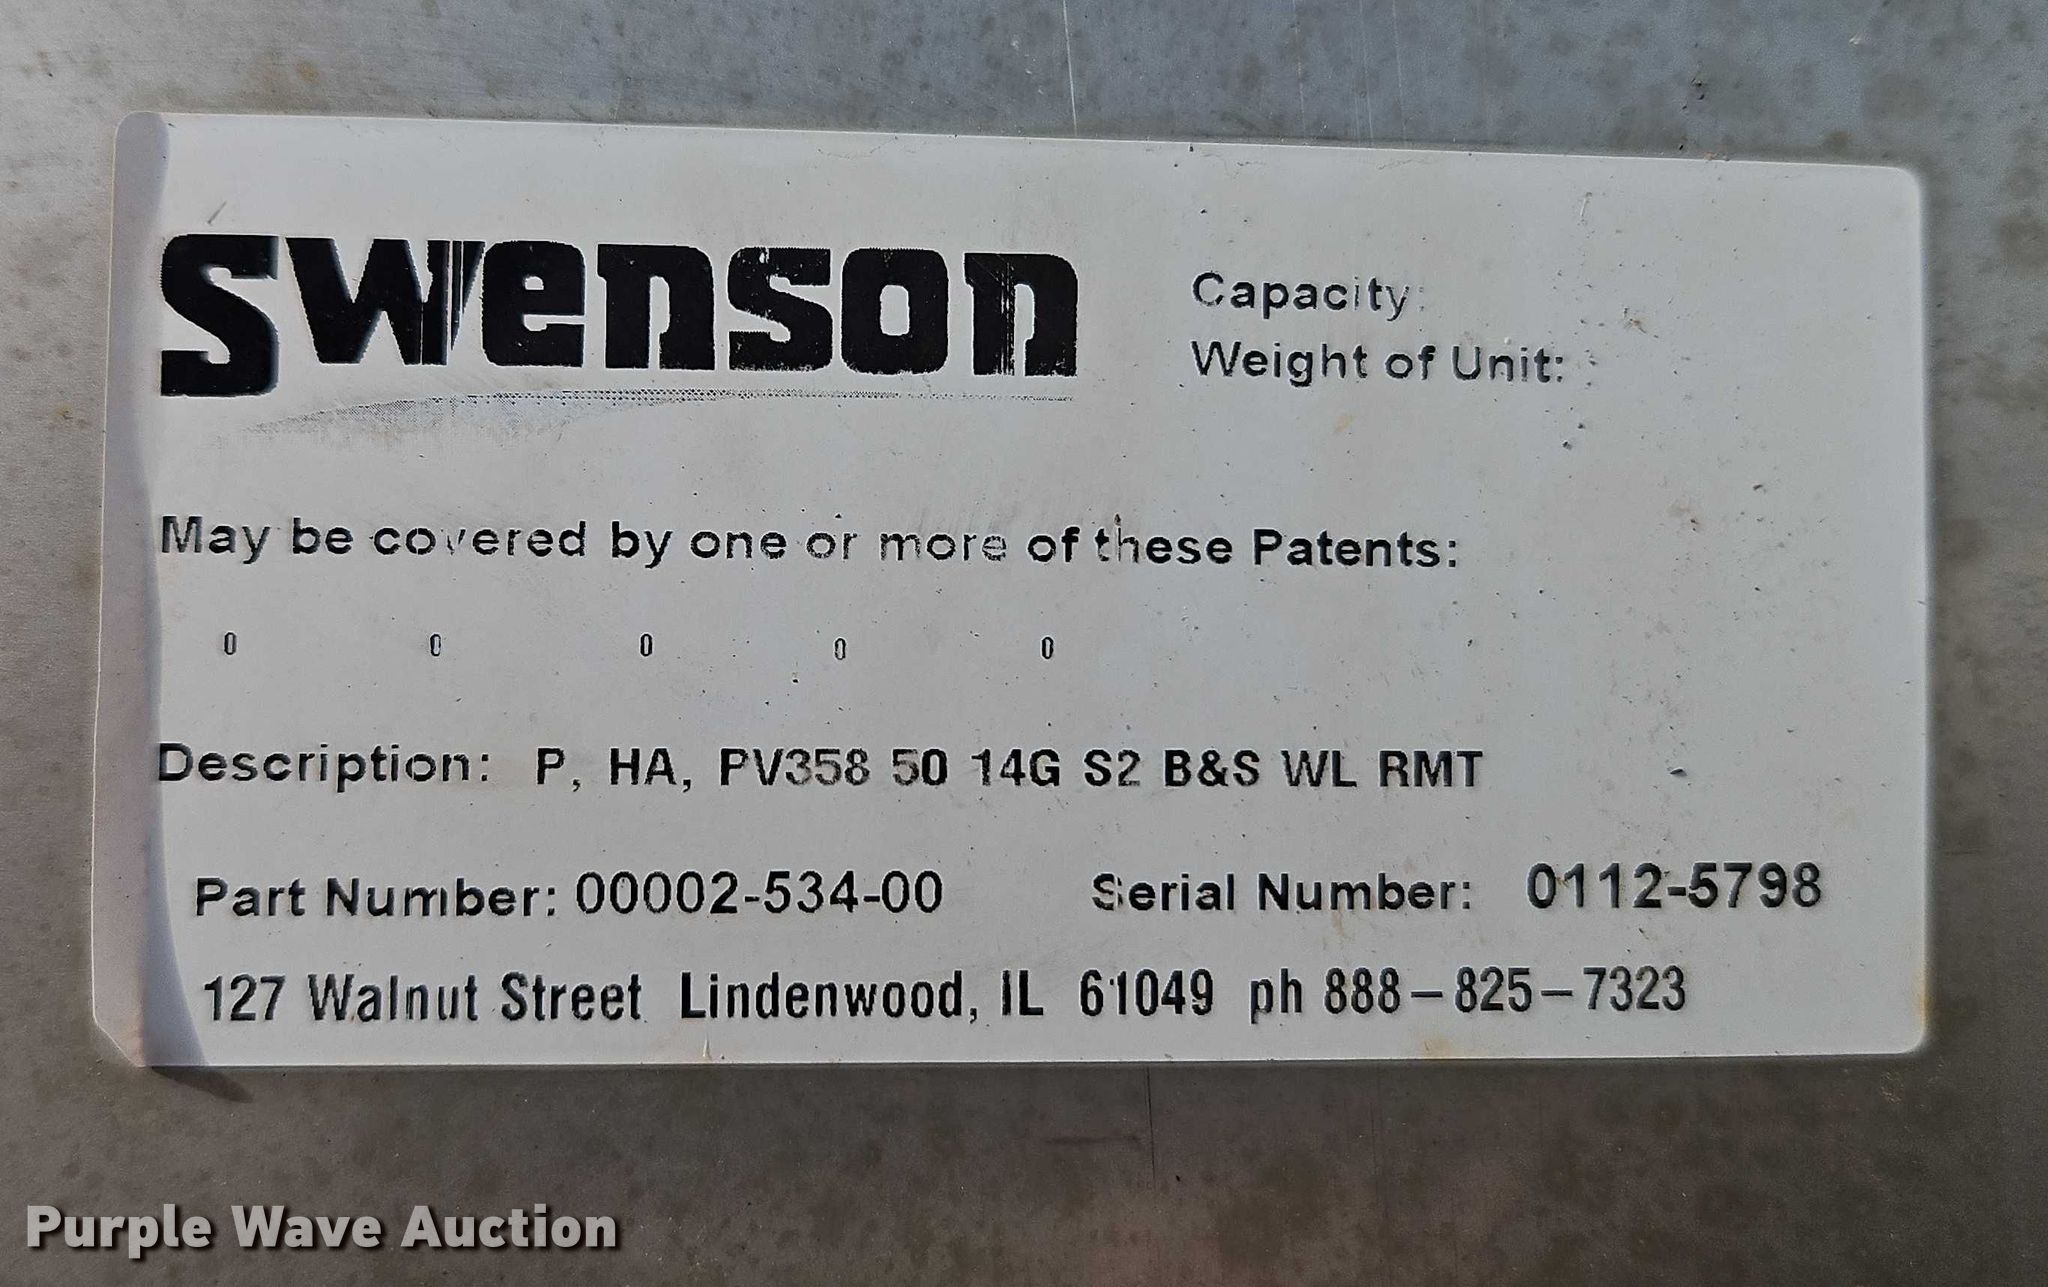 Swenson
Capacity:
Weight of Unit:
May be covered by one or more of these Patents:
0 0 0 0 0
Description: P, HA, PV358 50 14G S2 B&S WL RMT
Part Number: 00002-534-00 Serial Number: 0112-5798
127 Walnut Street Lindenwood, IL 61049 ph 888-825-7323
Purple Wave Auction